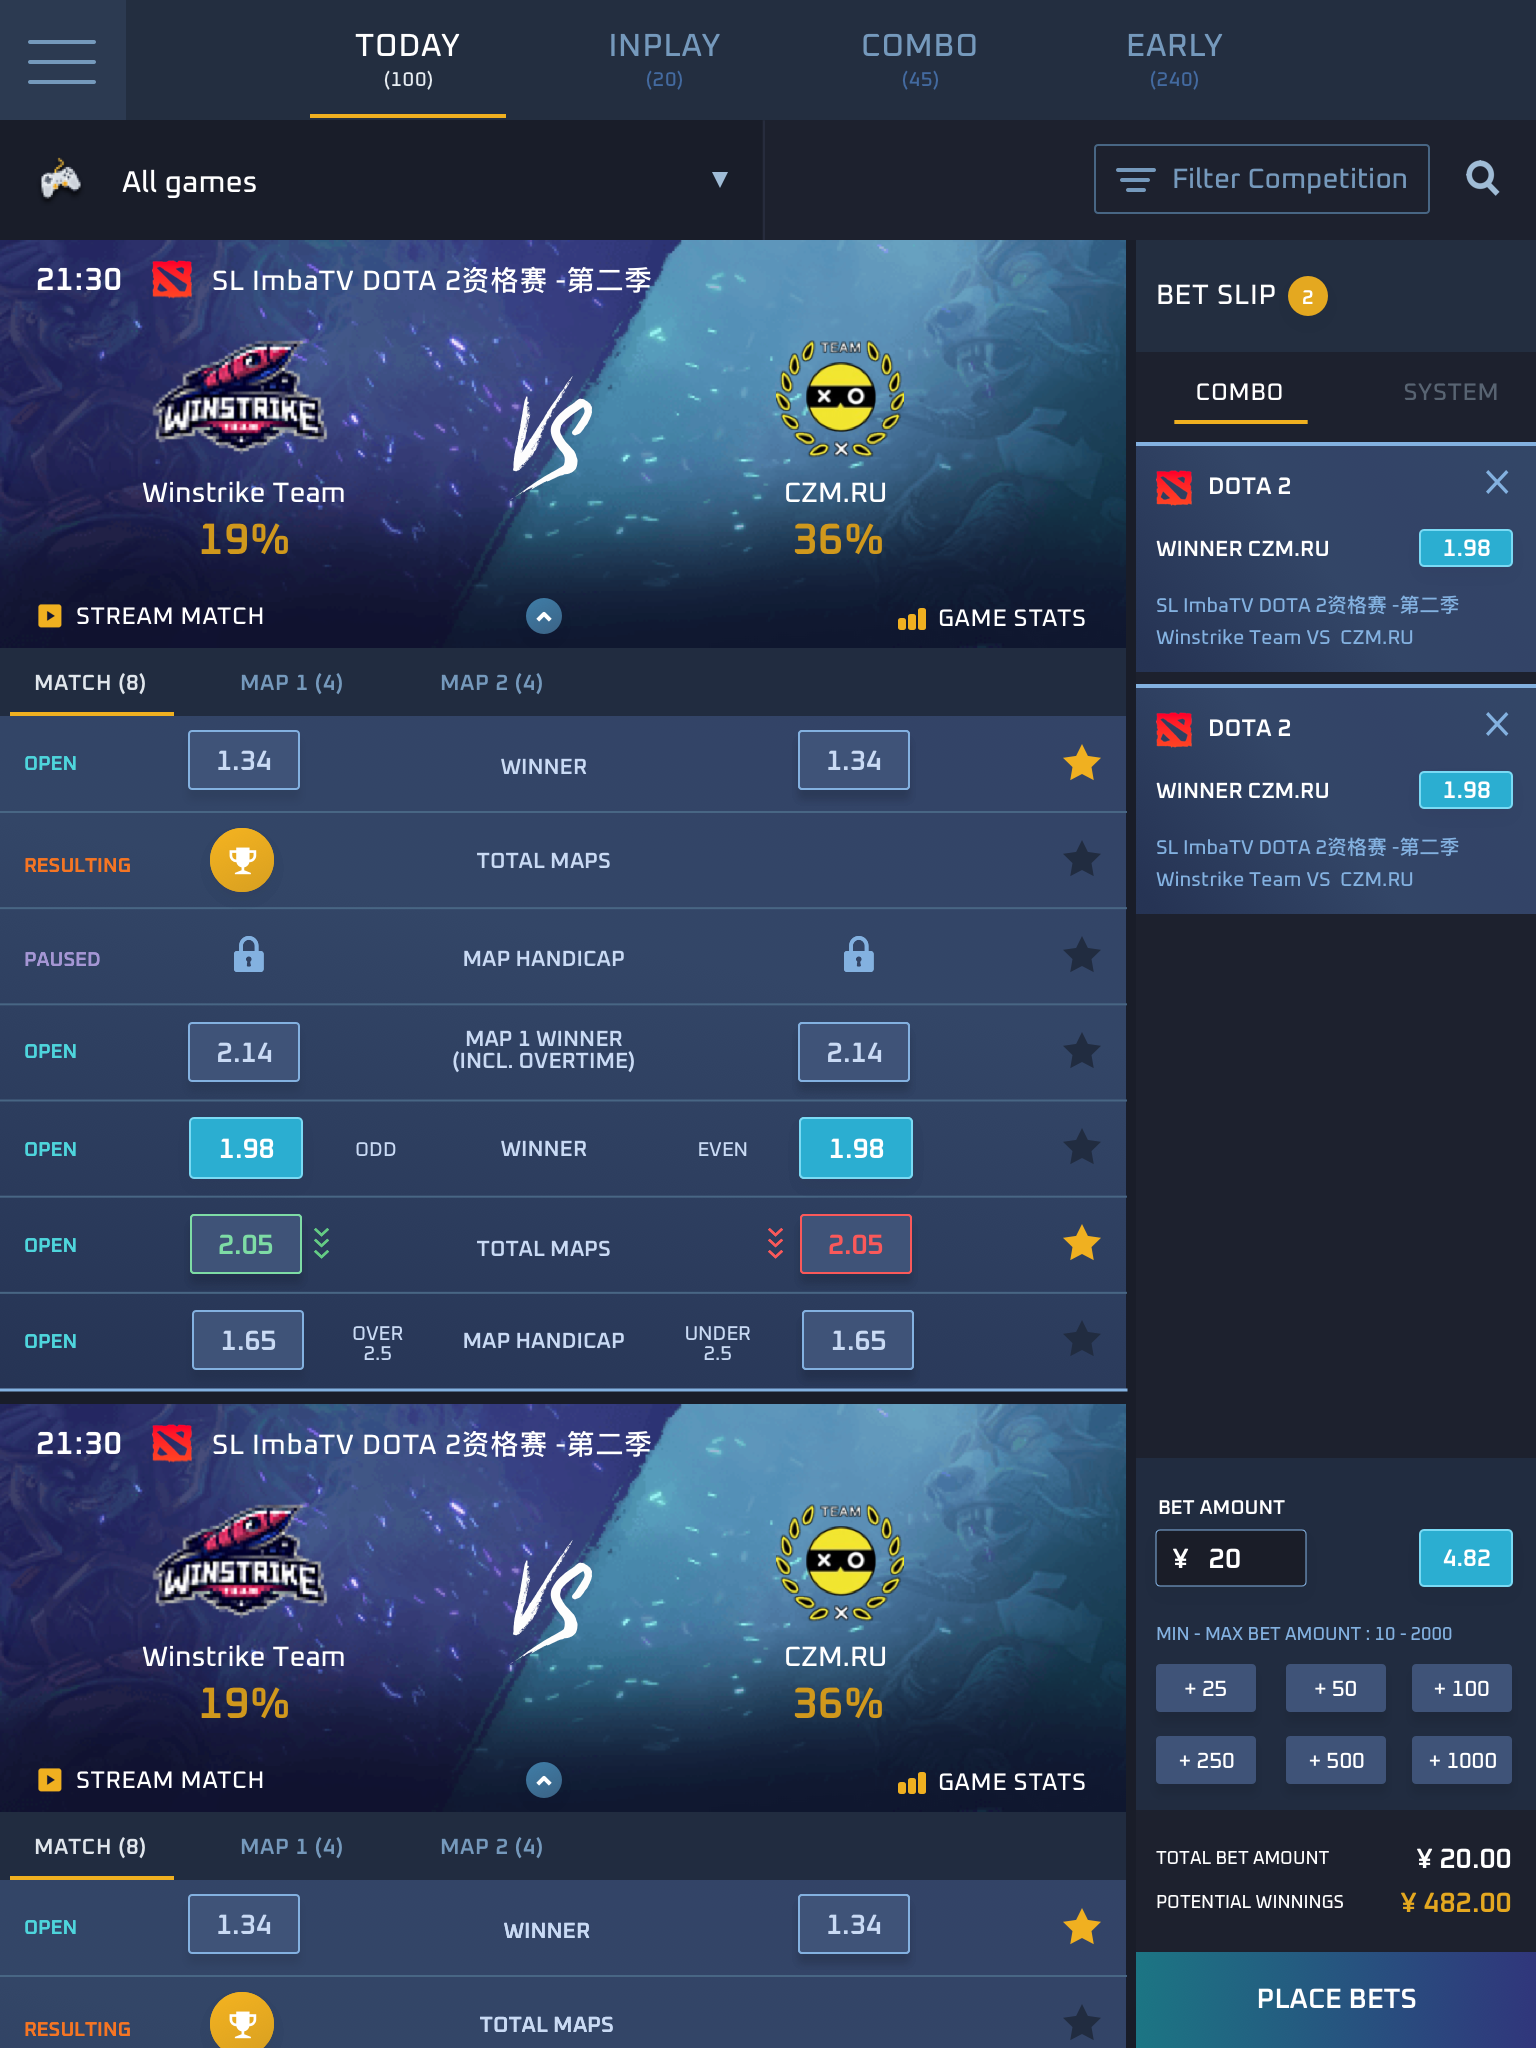 TODAY
(100)
INPLAY
(20)
COMBO
(45)
EARLY
(240)
All games
Filter Competition
21:30 SL ImbaTV DOTA 2资格赛 -第二季
WINSTRIKE
TEAM
VS
TEAM
X O
X
Winstrike Team
19%
CZM.RU
36%
STREAM MATCH
GAME STATS
MATCH (8) MAP 1 (4) MAP 2 (4)
OPEN 1.34 WINNER 1.34
RESULTING TOTAL MAPS
PAUSED MAP HANDICAP
OPEN 2.14 MAP 1 WINNER
(INCL. OVERTIME) 2.14
OPEN 1.98 ODD WINNER EVEN 1.98
OPEN 2.05 TOTAL MAPS 2.05
OPEN 1.65 OVER
2.5 MAP HANDICAP UNDER
2.5 1.65
21:30 SL ImbaTV DOTA 2资格赛 -第二季
WINSTRIKE
TEAM
VS
TEAM
X O
X
Winstrike Team
19%
CZM.RU
36%
STREAM MATCH
GAME STATS
MATCH (8) MAP 1 (4) MAP 2 (4)
OPEN 1.34 WINNER 1.34
RESULTING TOTAL MAPS
BET SLIP 2
COMBO SYSTEM
DOTA 2
WINNER CZM.RU 1.98
SL ImbaTV DOTA 2资格赛 -第二季
Winstrike Team VS CZM.RU
DOTA 2
WINNER CZM.RU 1.98
SL ImbaTV DOTA 2资格赛 -第二季
Winstrike Team VS CZM.RU
BET AMOUNT
¥ 20 4.82
MIN - MAX BET AMOUNT : 10 - 2000
+ 25 + 50 + 100
+ 250 + 500 + 1000
TOTAL BET AMOUNT ¥ 20.00
POTENTIAL WINNINGS ¥ 482.00
PLACE BETS